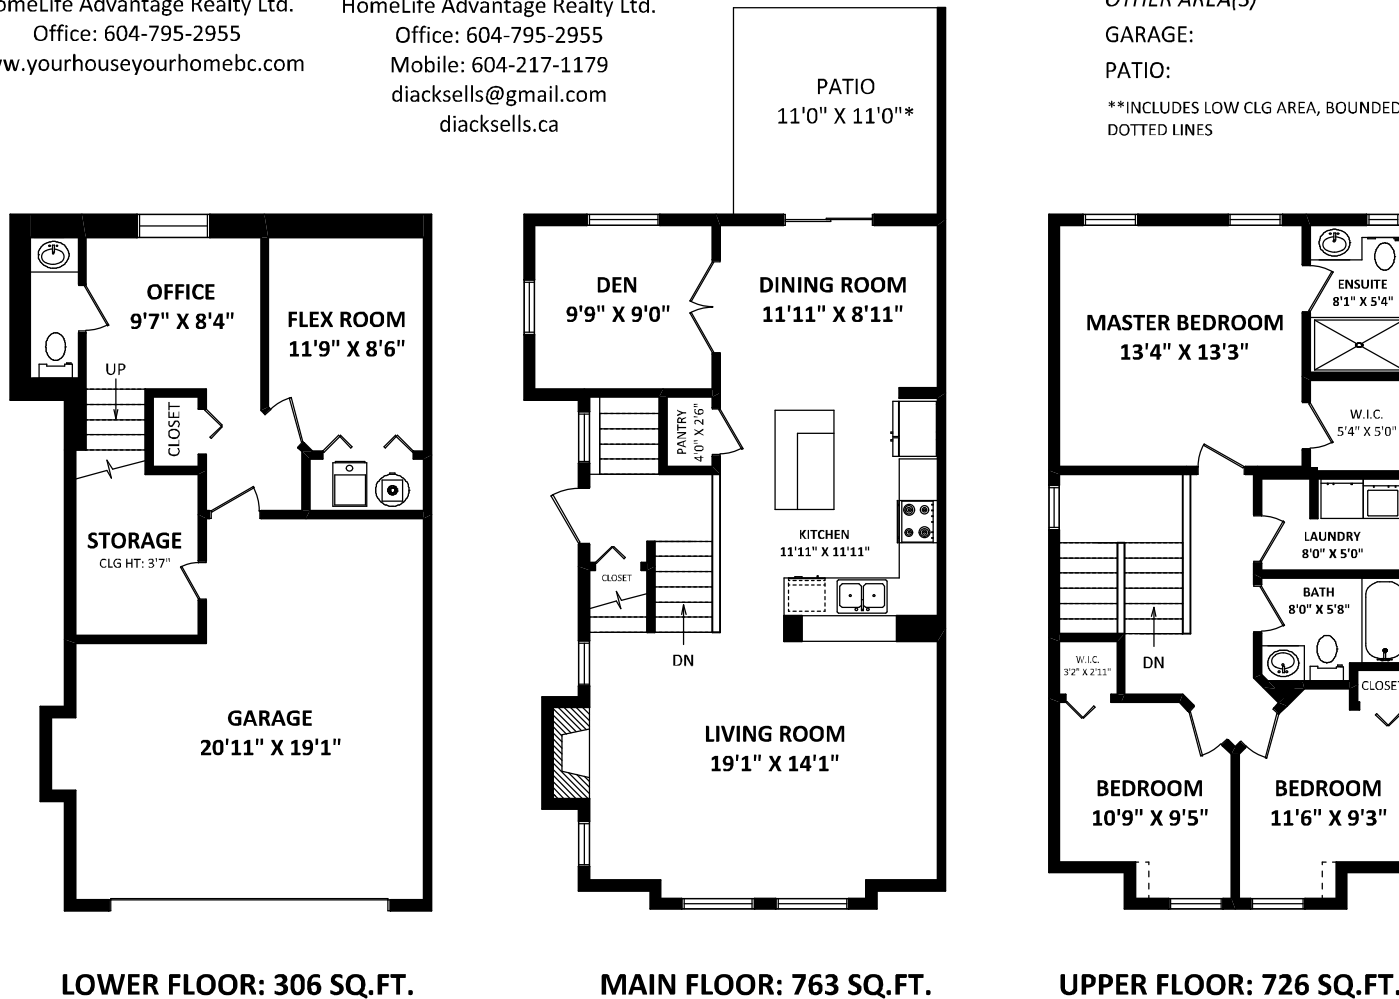 HomeLife Advantage Realty Ltd.
Office: 604-795-2955
www.yourhouseyourhomebc.com
HomeLife Advantage Realty Ltd.
Office: 604-795-2955
Mobile: 604-217-1179
diacksells@gmail.com
diacksells.ca
OTHER AREA(S)
GARAGE:
PATIO:
**INCLUDES LOW CLG AREA, BOUNDED
DOTTED LINES
OFFICE
9'7" X 8'4"
FLEX ROOM
11'9" X 8'6"
UP
CLOSET
STORAGE
CLG HT: 3'7"
GARAGE
20'11" X 19'1"
LOWER FLOOR: 306 SQ.FT.
PATIO
11'0" X 11'0"*
DEN
9'9" X 9'0"
DINING ROOM
11'11" X 8'11"
PANTRY
4'0" X 2'6"
KITCHEN
11'11" X 11'11"
CLOSET
DN
LIVING ROOM
19'1" X 14'1"
MAIN FLOOR: 763 SQ.FT.
MASTER BEDROOM
13'4" X 13'3"
ENSUITE
8'1" X 5'4"
W.I.C.
5'4" X 5'0"
LAUNDRY
8'0" X 5'0"
BATH
8'0" X 5'8"
W.I.C.
3'2" X 2'11"
DN
CLOSET
BEDROOM
10'9" X 9'5"
BEDROOM
11'6" X 9'3"
UPPER FLOOR: 726 SQ.FT.